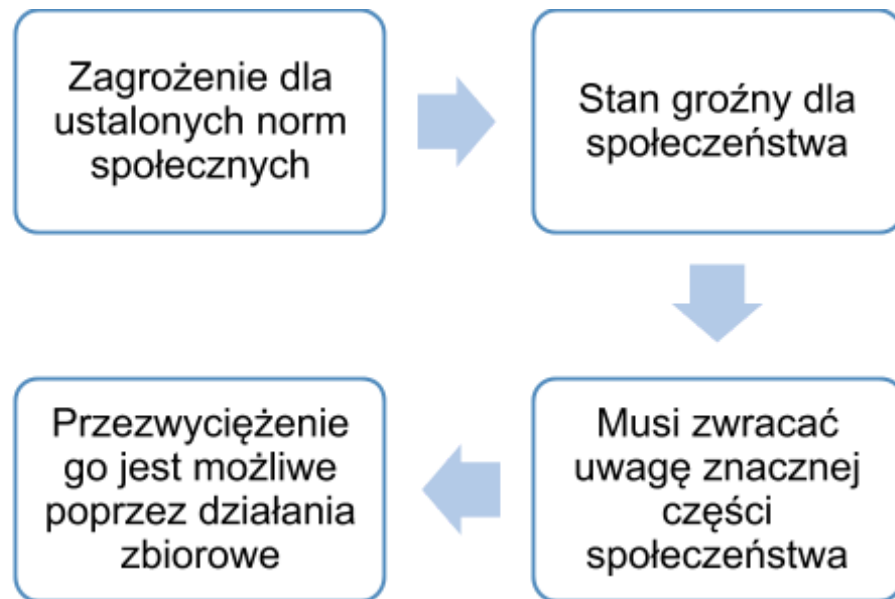 Zagrożenie dla
ustalonych norm
społecznych
Stan groźny dla
społeczeństwa
Musi zwracać
uwagę znacznej
części
społeczeństwa
Przezwyciężenie
go jest możliwe
poprzez działania
zbiorowe